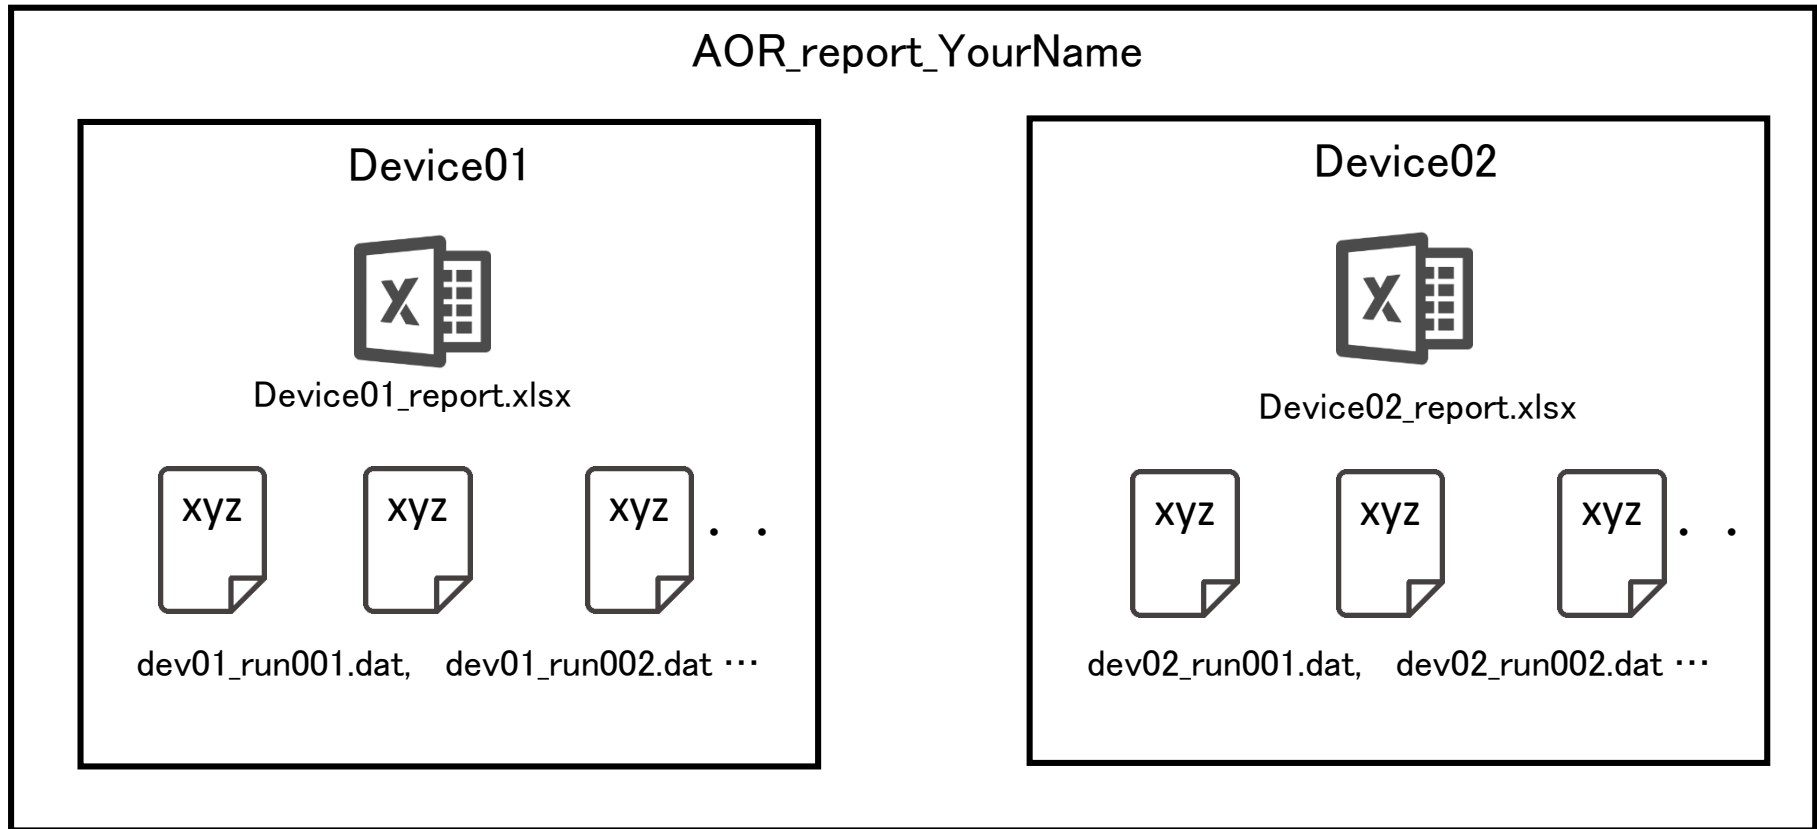 AOR_report_YourName
Device01
X
Device01_report.xlsx
xyz xyz xyz . .
dev01_run001.dat, dev01_run002.dat …
Device02
X
Device02_report.xlsx
xyz xyz xyz . .
dev02_run001.dat, dev02_run002.dat …